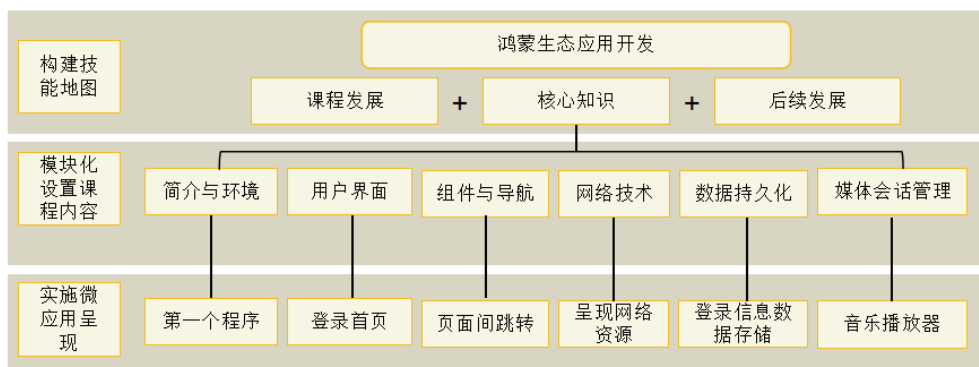 构建技
能地图
鸿蒙生态应用开发
课程发展 + 核心知识 + 后续发展
模块化
设置课
程内容
简介与环境
用户界面
组件与导航
网络技术
数据持久化
媒体会话管理
实施微
应用呈
现
第一个程序
登录首页
页面间跳转
呈现网络
资源
登录信息数
据存储
音乐播放器